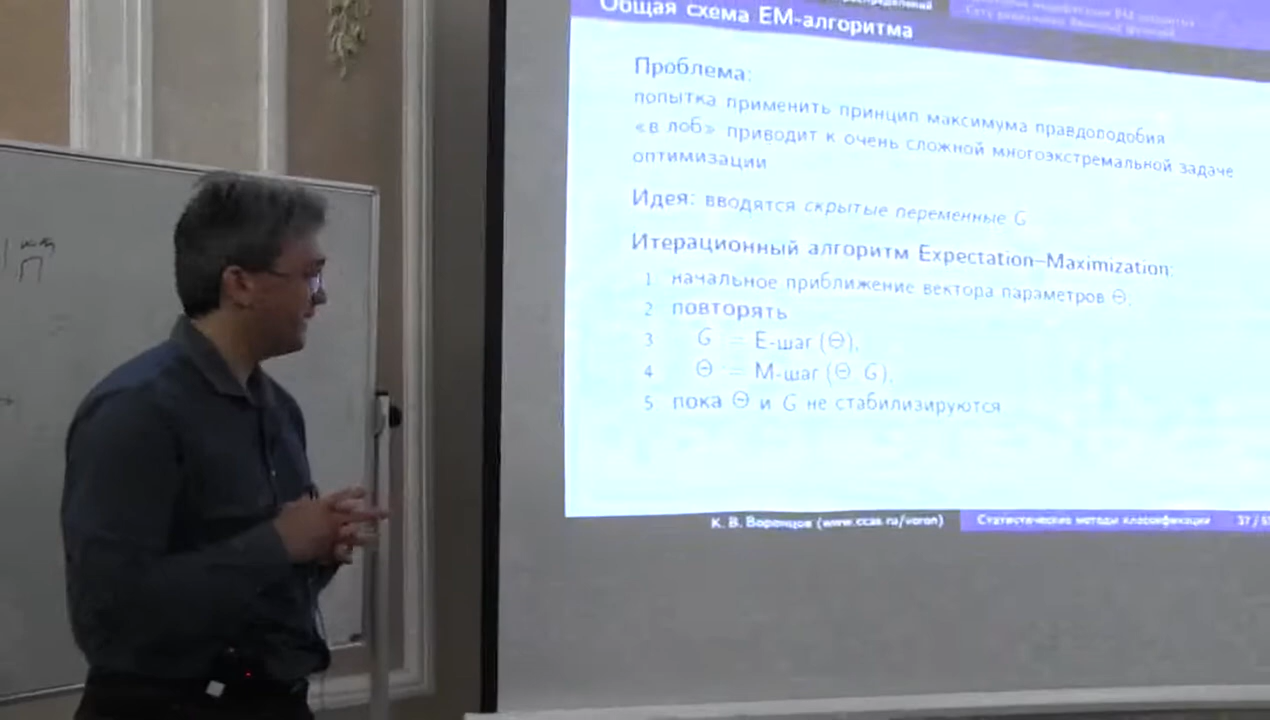 распределений
Общая схема EM-алгоритма
Проблема:
попытка применить принцип максимума правдоподобия
«в лоб» приводит к очень сложной многоэкстремальной задаче
оптимизации
Идея: вводятся скрытые переменные G
Итерационный алгоритм Expectation–Maximization:
1 начальное приближение вектора параметров Θ.
2 повторять
3 G = E-шаг (Θ),
4 Θ := M-шаг (Θ G),
5 пока Θ и G не стабилизируются
К. В. Воронцов (www.ccas.ru/voron) Статистические методы классификации 37 /